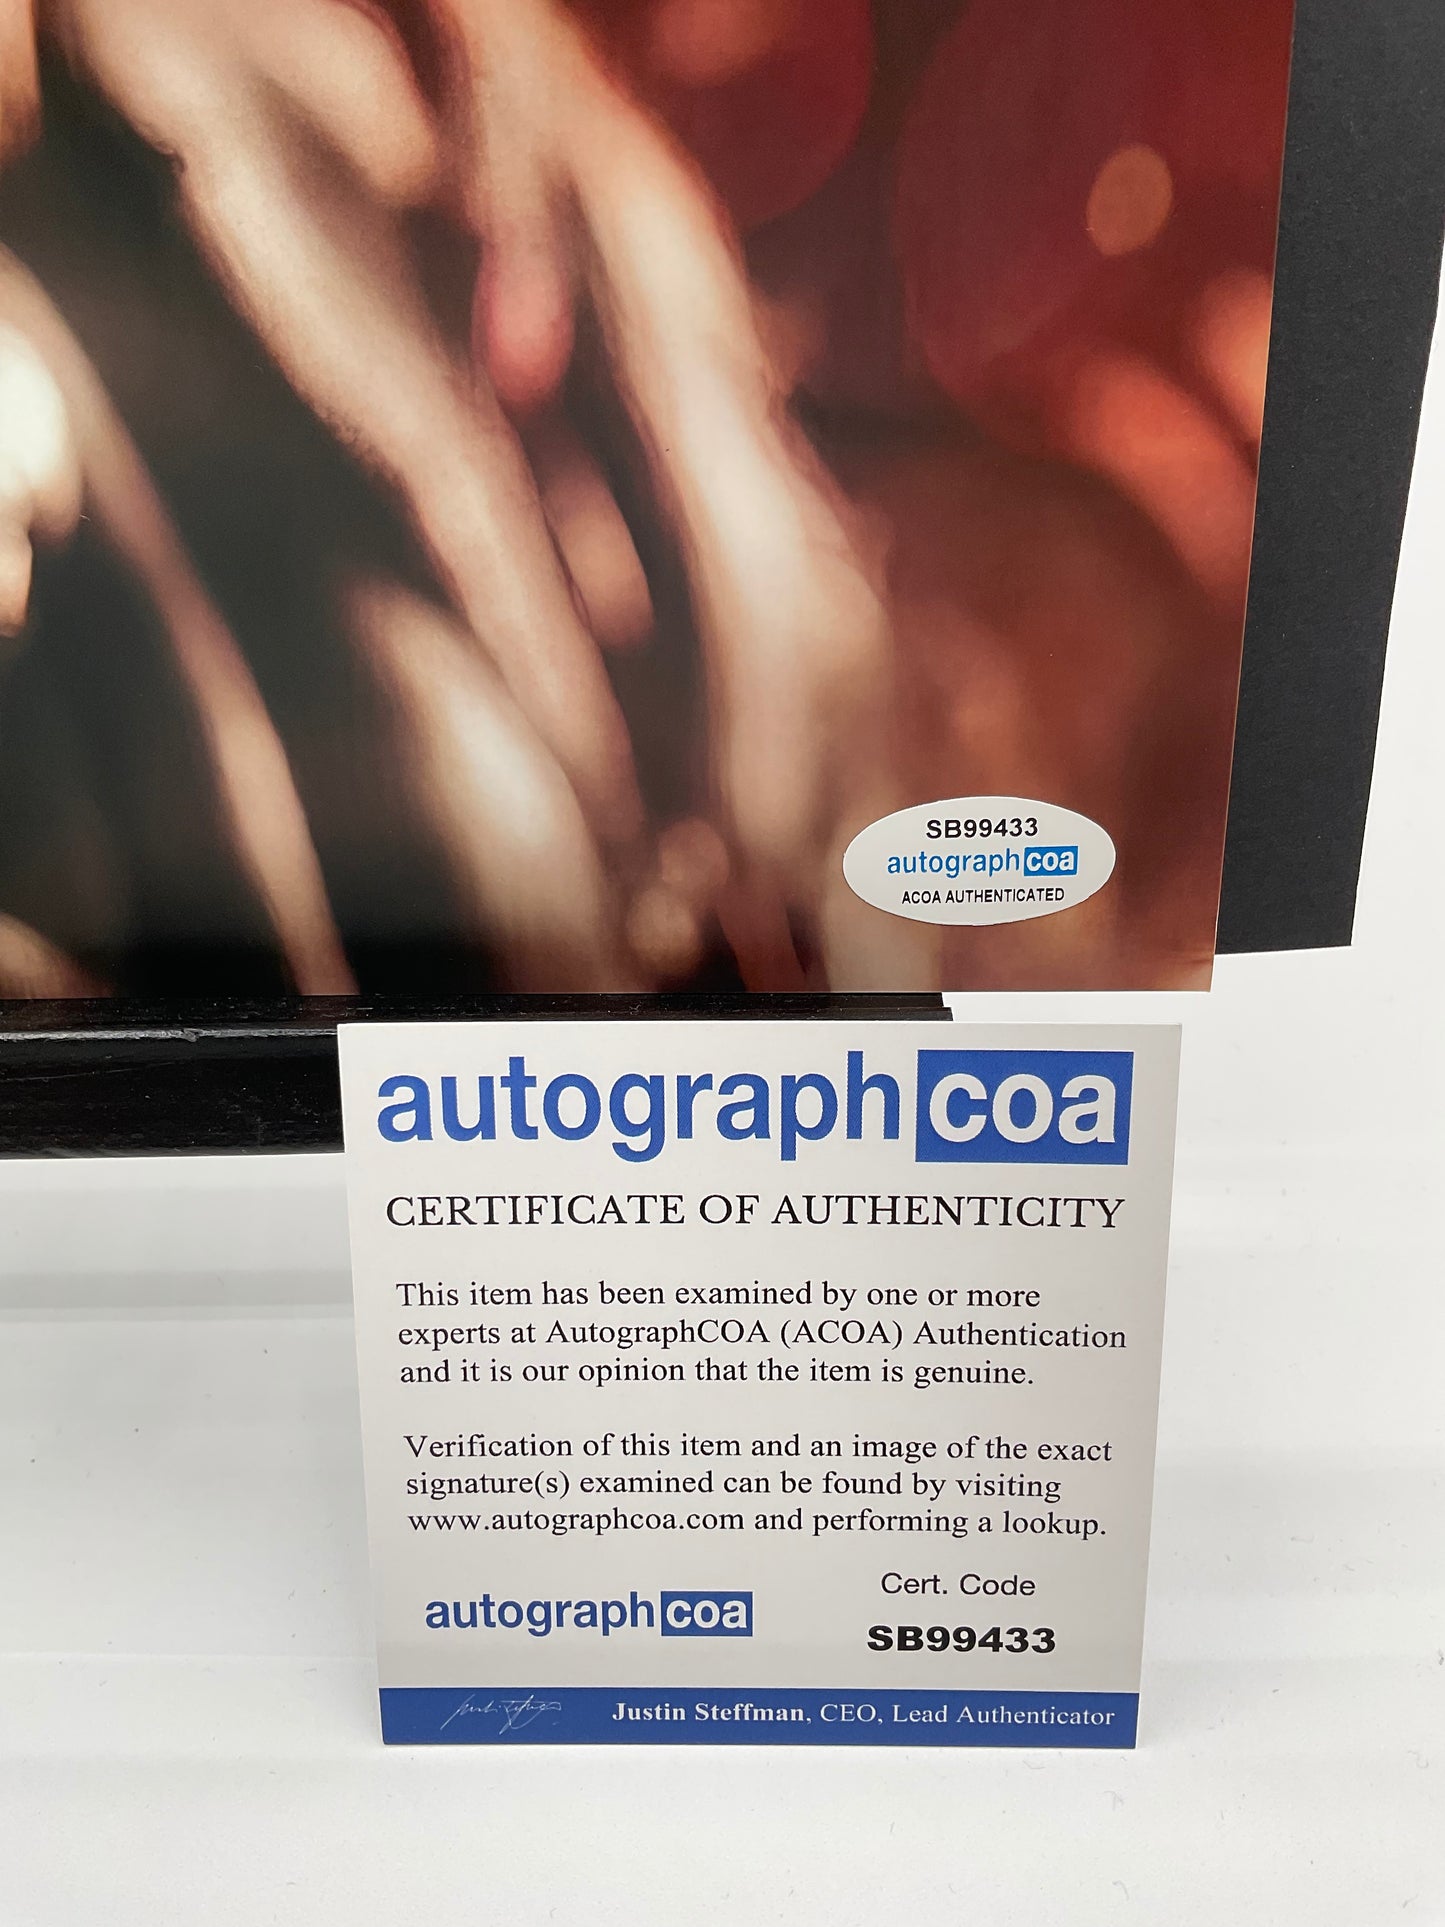 SB99433
autographcoa
ACOA AUTHENTICATED
autographcoa
CERTIFICATE OF AUTHENTICITY
This item has been examined by one or more
experts at AutographCOA (ACOA) Authentication
and it is our opinion that the item is genuine.
Verification of this item and an image of the exact
signature(s) examined can be found by visiting
www.autographcoa.com and performing a lookup.
Cert. Code
autographcoa
SB99433
Justin Steffman, CEO, Lead Authenticator